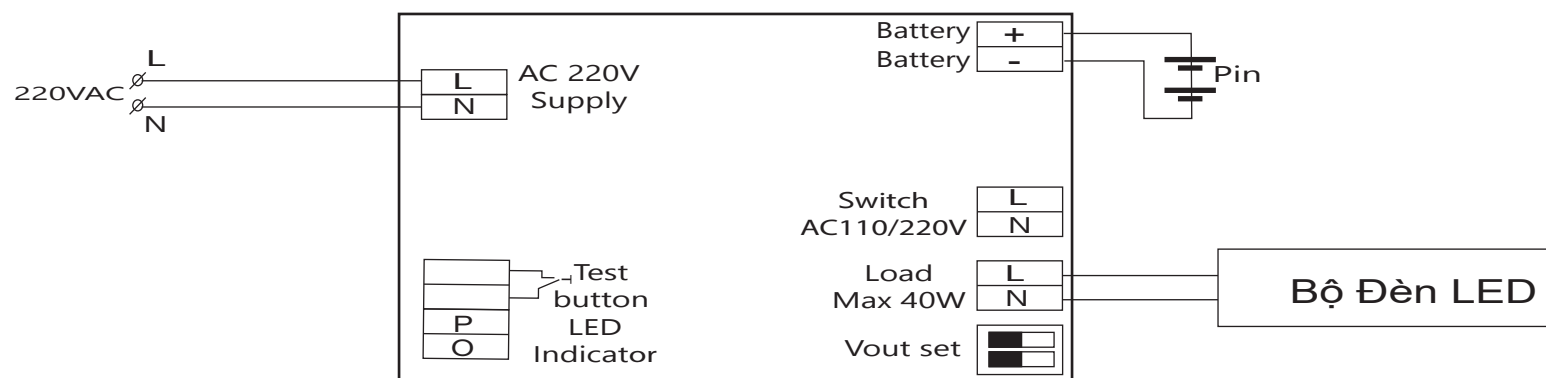 L
220VAC
N
L
N
AC 220V
Supply
Battery +
Battery -
Pin
Switch L
AC110/220V N
Load L
Max 40W N
Bộ Đèn LED
Vout set
Test
button
P LED
O Indicator